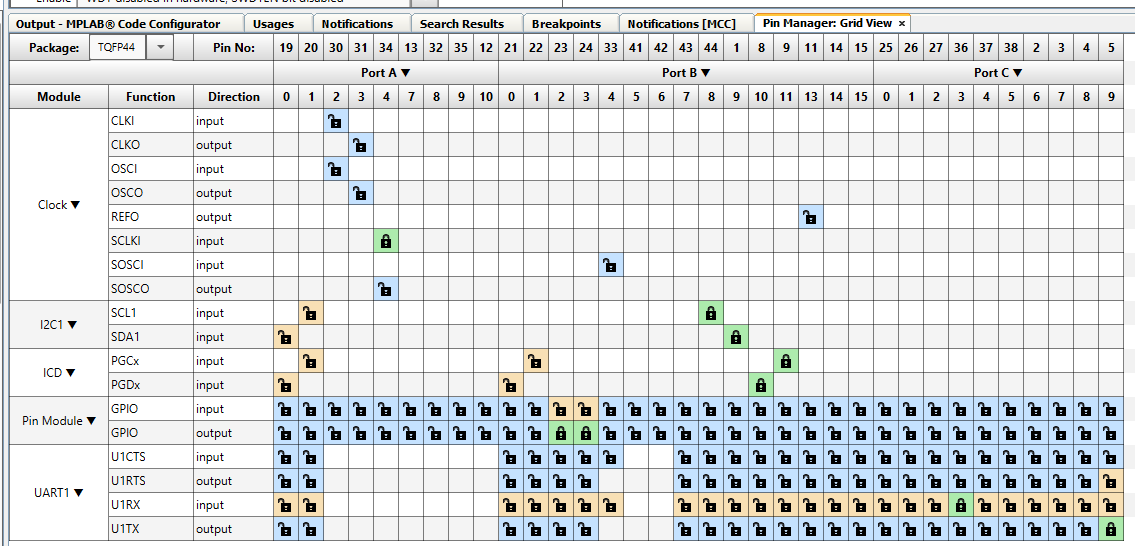 Output - MPLAB® Code Configurator Usages Notifications Search Results Breakpoints Notifications [MCC] Pin Manager: Grid View ×
Package: TQFP44 Pin No: 19 20 30 31 34 13 32 35 12 21 22 23 24 33 41 42 43 44 1 8 9 11 14 15 25 26 27 36 37 38 2 3 4 5
Port A ▼ Port B ▼ Port C ▼
Module Function Direction 0 1 2 3 4 7 8 9 10 0 1 2 3 4 5 6 7 8 9 10 11 13 14 15 0 1 2 3 4 5 6 7 8 9
Clock ▼
CLKI input
CLKO output
OSCI input
OSCO output
REFO output
SCLKI input
SOSCI input
SOSCO output
I2C1 ▼
SCL1 input
SDA1 input
ICD ▼
PGCx input
PGDx input
Pin Module ▼
GPIO input
GPIO output
UART1 ▼
U1CTS input
U1RTS output
U1RX input
U1TX output